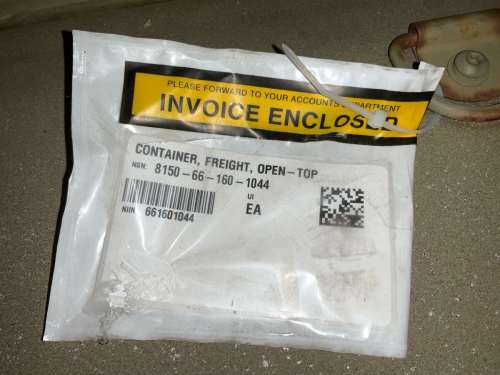 PLEASE FORWARD TO YOUR ACCOUNTS DEPARTMENT
INVOICE ENCLOSED
CONTAINER, FREIGHT, OPEN-TOP
NSN: 8150-66-160-1044
UI
EA
NIIN 661601044